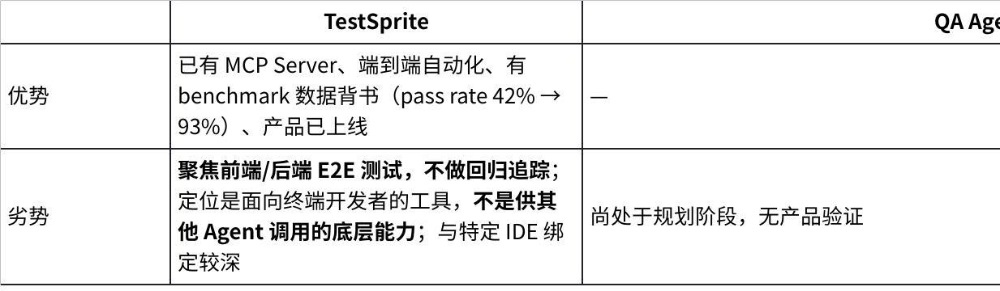 TestSprite
QA Age
优势
已有 MCP Server、端到端自动化、有
benchmark 数据背书（pass rate 42% →
93%）、产品已上线
—
劣势
聚焦前端/后端 E2E 测试，不做回归追踪；
定位是面向终端开发者的工具，不是供其
他 Agent 调用的底层能力；与特定 IDE 绑
定较深
尚处于规划阶段，无产品验证